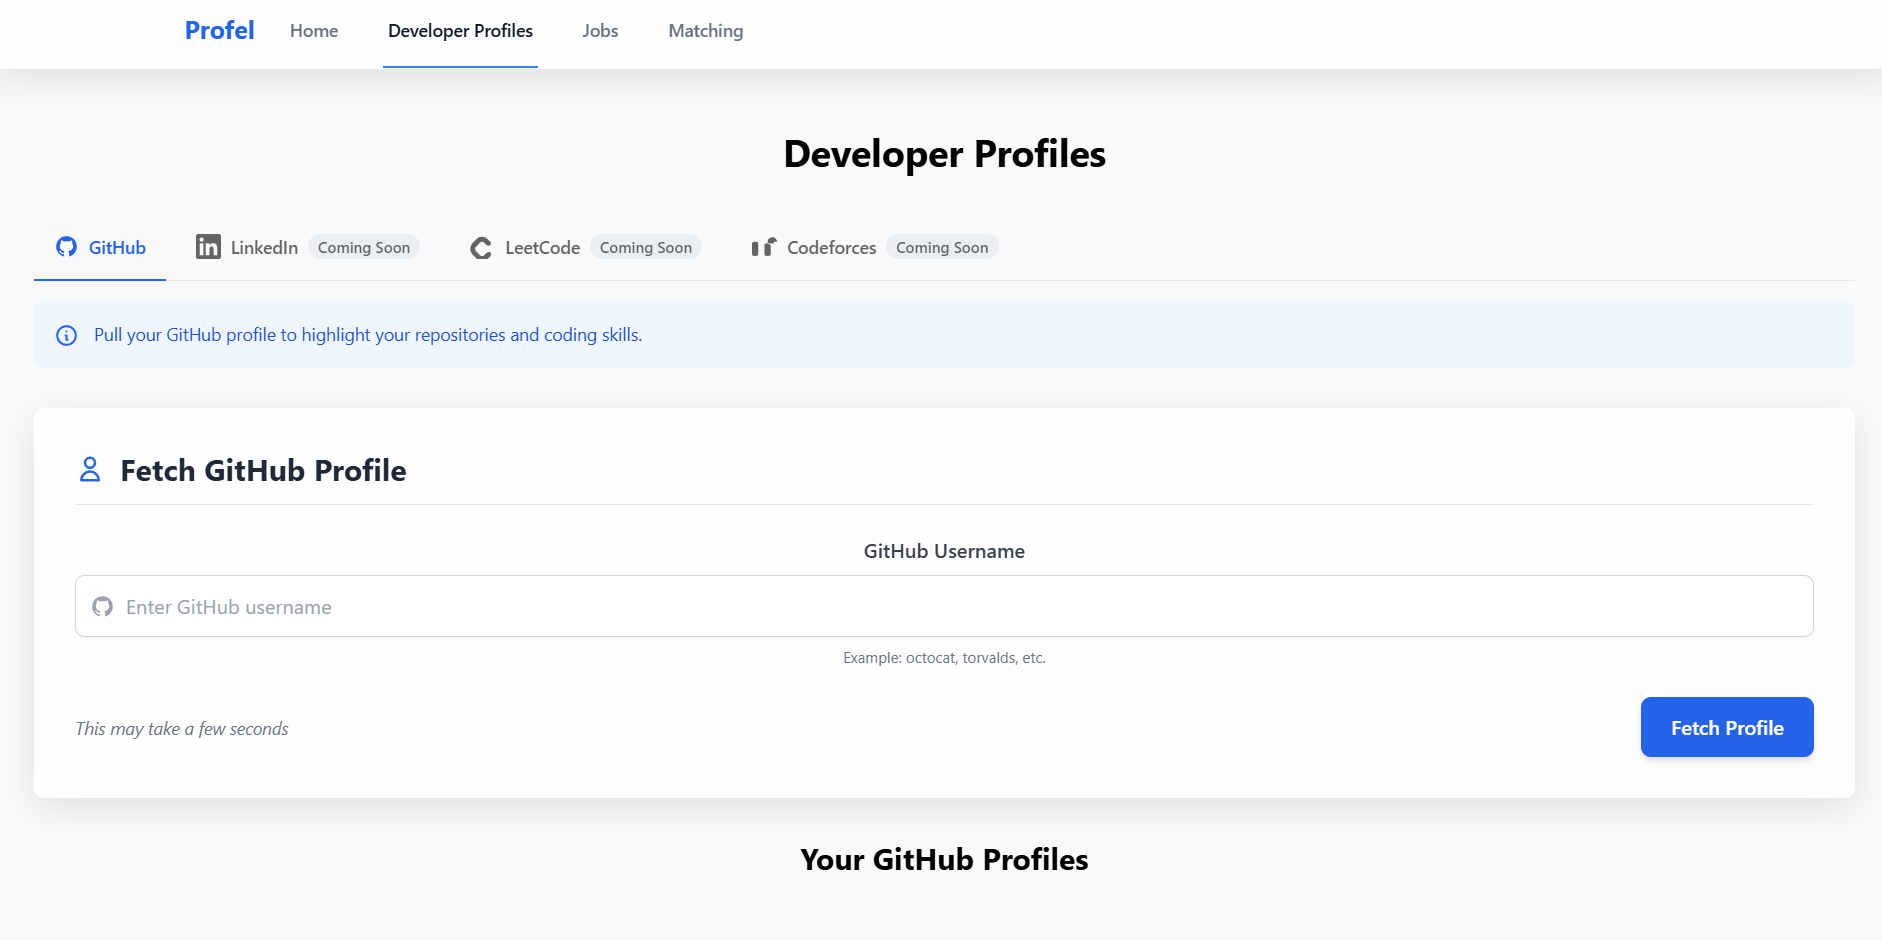 Profel Home Developer Profiles Jobs Matching
Developer Profiles
GitHub LinkedIn Coming Soon LeetCode Coming Soon Codeforces Coming Soon
Pull your GitHub profile to highlight your repositories and coding skills.
Fetch GitHub Profile
GitHub Username
Enter GitHub username
Example: octocat, torvalds, etc.
This may take a few seconds Fetch Profile
Your GitHub Profiles